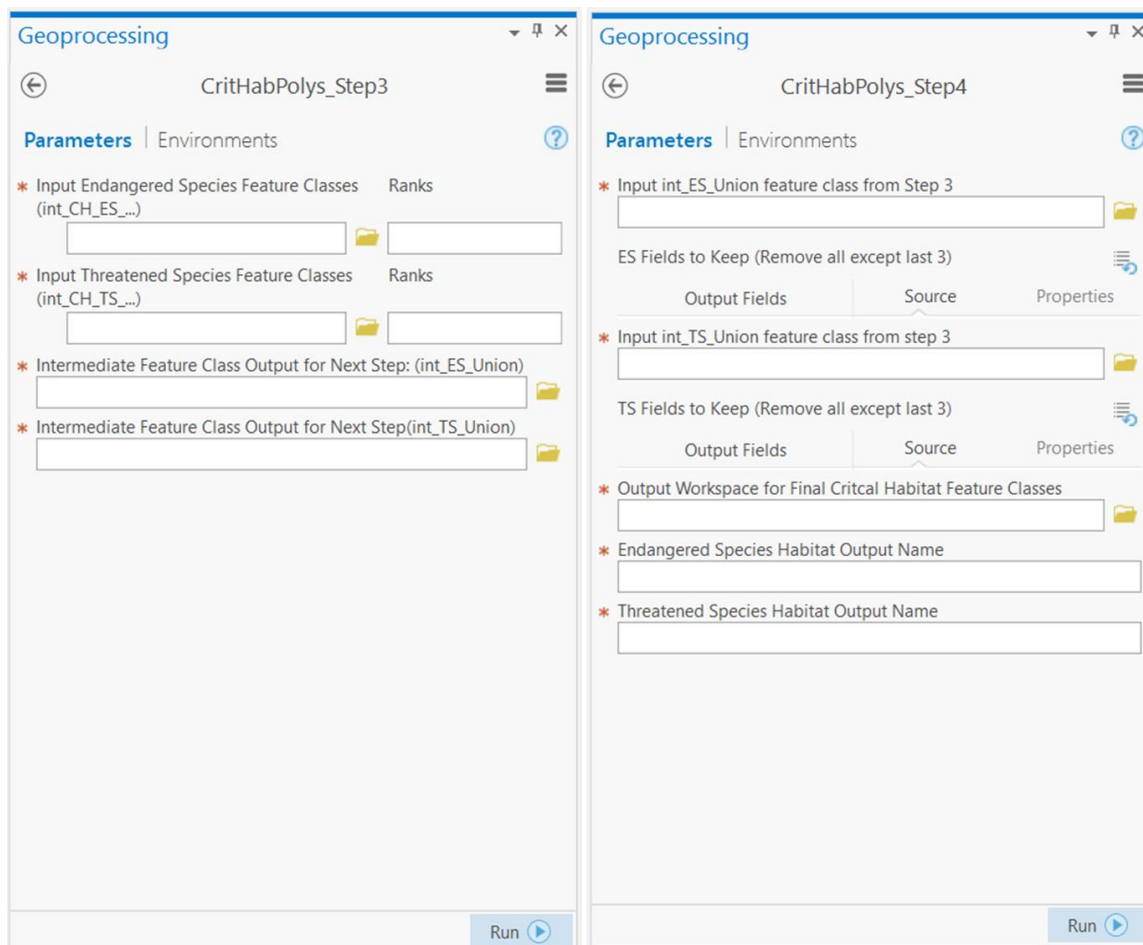 Geoprocessing
CritHabPolys_Step3
Parameters | Environments
* Input Endangered Species Feature Classes Ranks
(int_CH_ES_...)
* Input Threatened Species Feature Classes Ranks
(int_CH_TS_...)
* Intermediate Feature Class Output for Next Step: (int_ES_Union)
* Intermediate Feature Class Output for Next Step(int_TS_Union)
Run
Geoprocessing
CritHabPolys_Step4
Parameters | Environments
* Input int_ES_Union feature class from Step 3
ES Fields to Keep (Remove all except last 3)
Output Fields Source Properties
* Input int_TS_Union feature class from step 3
TS Fields to Keep (Remove all except last 3)
Output Fields Source Properties
* Output Workspace for Final Critcal Habitat Feature Classes
* Endangered Species Habitat Output Name
* Threatened Species Habitat Output Name
Run